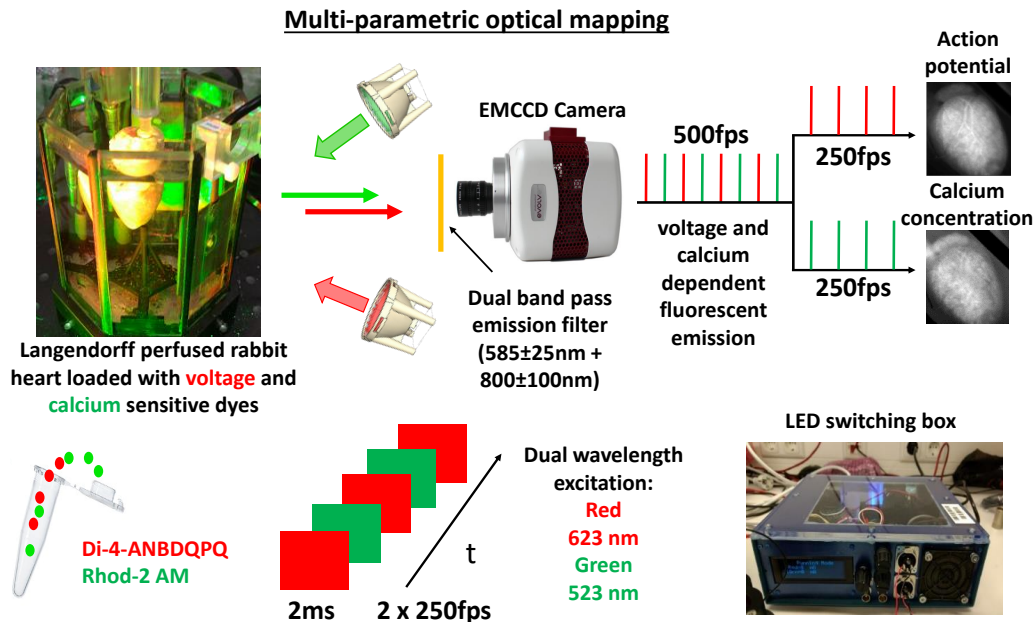 Multi-parametric optical mapping
Action
potential
EMCCD Camera
500fps
250fps
evolv
Calcium
concentration
250fps
voltage and
calcium
dependent
fluorescent
emission
Dual band pass
emission filter
(585±25nm +
800±100nm)
Langendorff perfused rabbit
heart loaded with voltage and
calcium sensitive dyes
LED switching box
Dual wavelength
excitation:
Red
623 nm
Green
523 nm
Di-4-ANBDQPQ
Rhod-2 AM
t
2ms
2 x 250fps